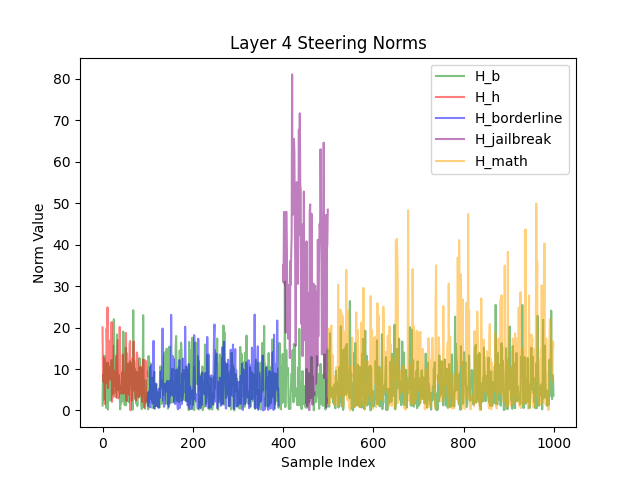 Layer 4 Steering Norms
Norm Value
80
70
60
50
40
30
20
10
0
H_b
H_h
H_borderline
H_jailbreak
H_math
0
200
400
600
800
1000
Sample Index